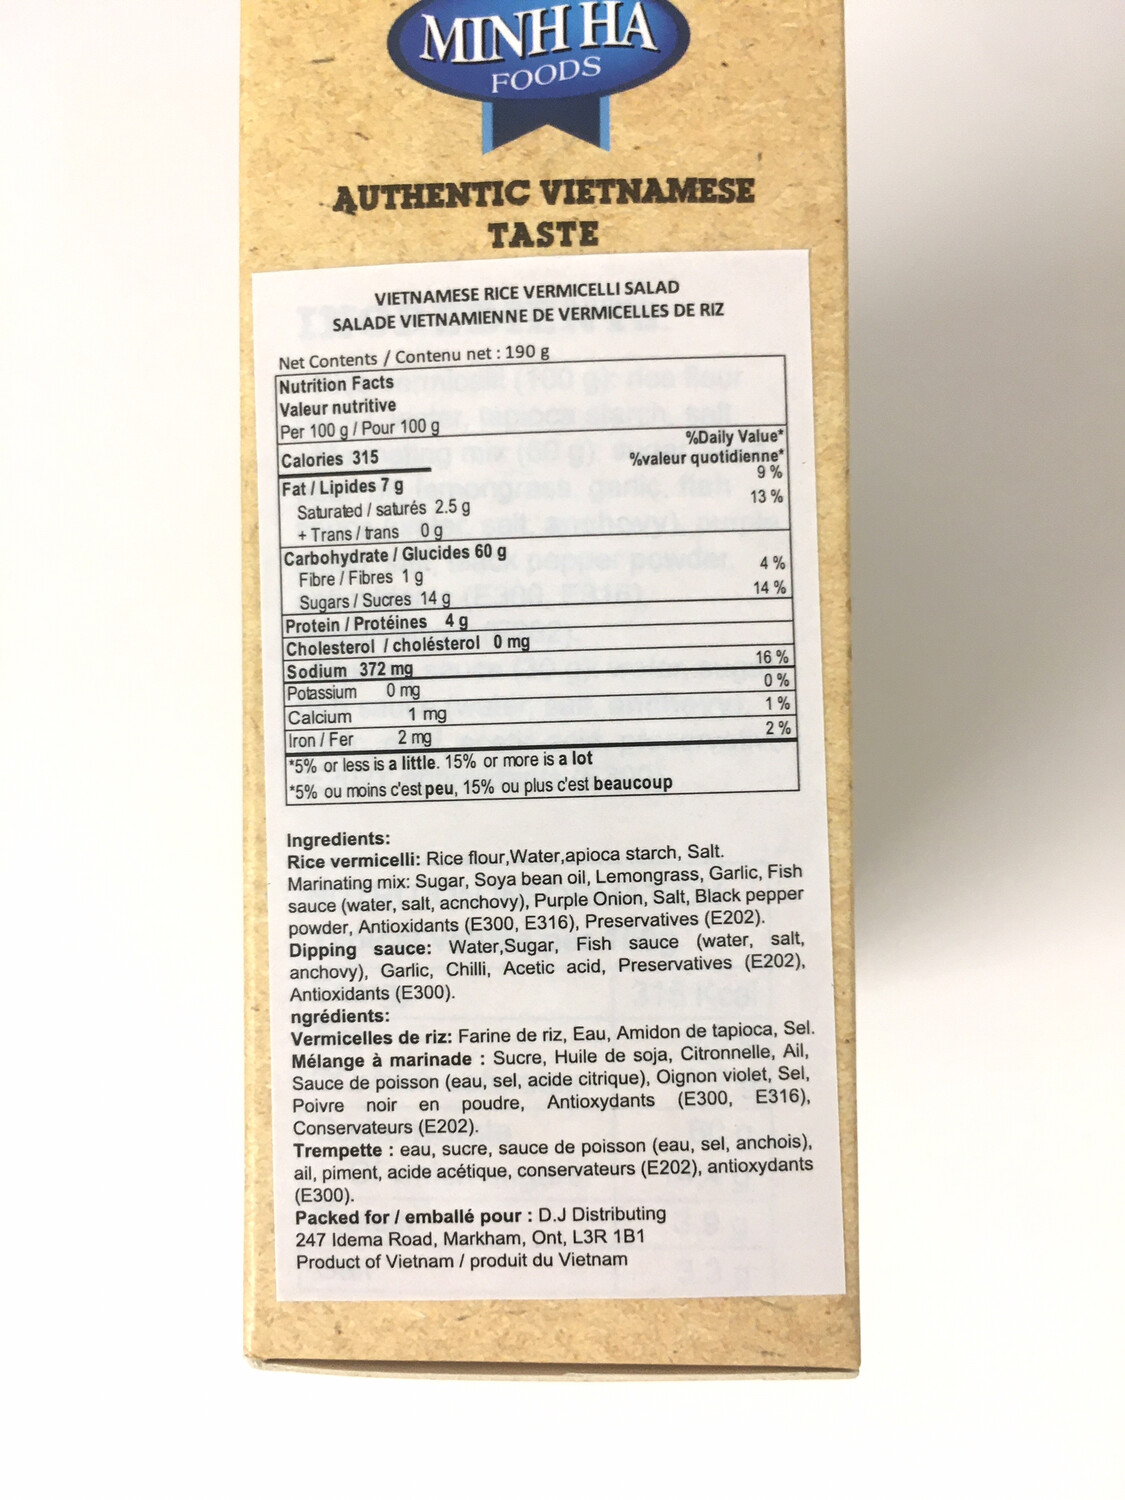 MINH HA
FOODS
AUTHENTIC VIETNAMESE
TASTE
VIETNAMESE RICE VERMICELLI SALAD
SALADE VIETNAMIENNE DE VERMICELLES DE RIZ
Net Contents / Contenu net : 190 g
Nutrition Facts
Valeur nutritive
Per 100 g / Pour 100 g
%Daily Value*
Calories 315 %valeur quotidienne*
Fat / Lipides 7 g 9 %
Saturated / saturés 2.5 g 13 %
+ Trans / trans 0 g
Carbohydrate / Glucides 60 g
Fibre / Fibres 1 g 4 %
Sugars / Sucres 14 g 14 %
Protein / Protéines 4 g
Cholesterol / cholésterol 0 mg
Sodium 372 mg 16 %
Potassium 0 mg 0 %
Calcium 1 mg 1 %
Iron / Fer 2 mg 2 %
*5% or less is a little. 15% or more is a lot
*5% ou moins c'est peu, 15% ou plus c'est beaucoup
Ingredients:
Rice vermicelli: Rice flour,Water,apioca starch, Salt.
Marinating mix: Sugar, Soya bean oil, Lemongrass, Garlic, Fish
sauce (water, salt, acnchovy), Purple Onion, Salt, Black pepper
powder, Antioxidants (E300, E316), Preservatives (E202).
Dipping sauce: Water,Sugar, Fish sauce (water, salt,
anchovy), Garlic, Chilli, Acetic acid, Preservatives (E202),
Antioxidants (E300).
ngrédients:
Vermicelles de riz: Farine de riz, Eau, Amidon de tapioca, Sel.
Mélange à marinade : Sucre, Huile de soja, Citronnelle, Ail,
Sauce de poisson (eau, sel, acide citrique), Oignon violet, Sel,
Poivre noir en poudre, Antioxydants (E300, E316),
Conservateurs (E202).
Trempette : eau, sucre, sauce de poisson (eau, sel, anchois),
ail, piment, acide acétique, conservateurs (E202), antioxydants
(E300).
Packed for / emballé pour : D.J Distributing
247 Idema Road, Markham, Ont, L3R 1B1
Product of Vietnam / produit du Vietnam